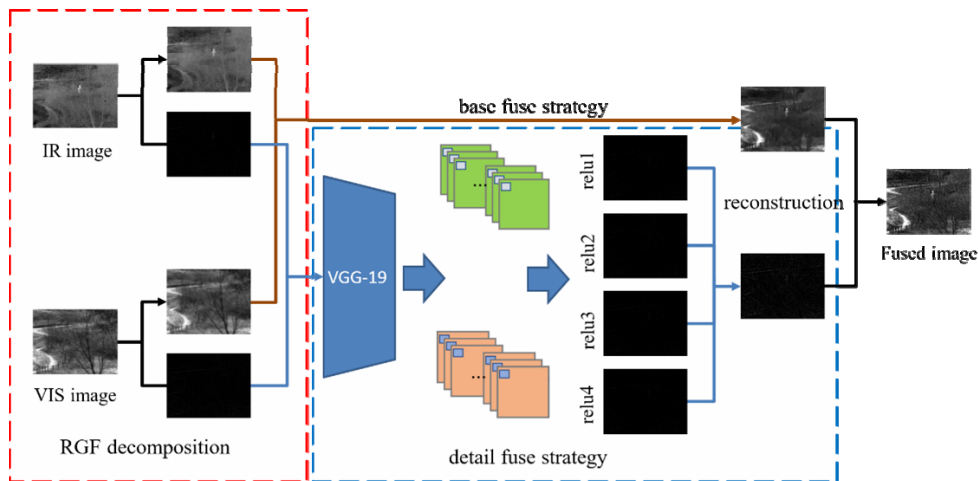 IR image
VIS image
RGF decomposition
base fuse strategy
VGG-19
...
...
relu1
relu2
relu3
relu4
detail fuse strategy
reconstruction
Fused image